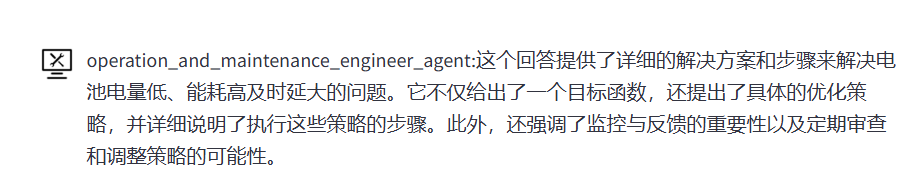 operation_and_maintenance_engineer_agent:这个回答提供了详细的解决方案和步骤来解决电
池电量低、能耗高及时延大的问题。它不仅给出了一个目标函数，还提出了具体的优化策
略，并详细说明了执行这些策略的步骤。此外，还强调了监控与反馈的重要性以及定期审查
和调整策略的可能性。